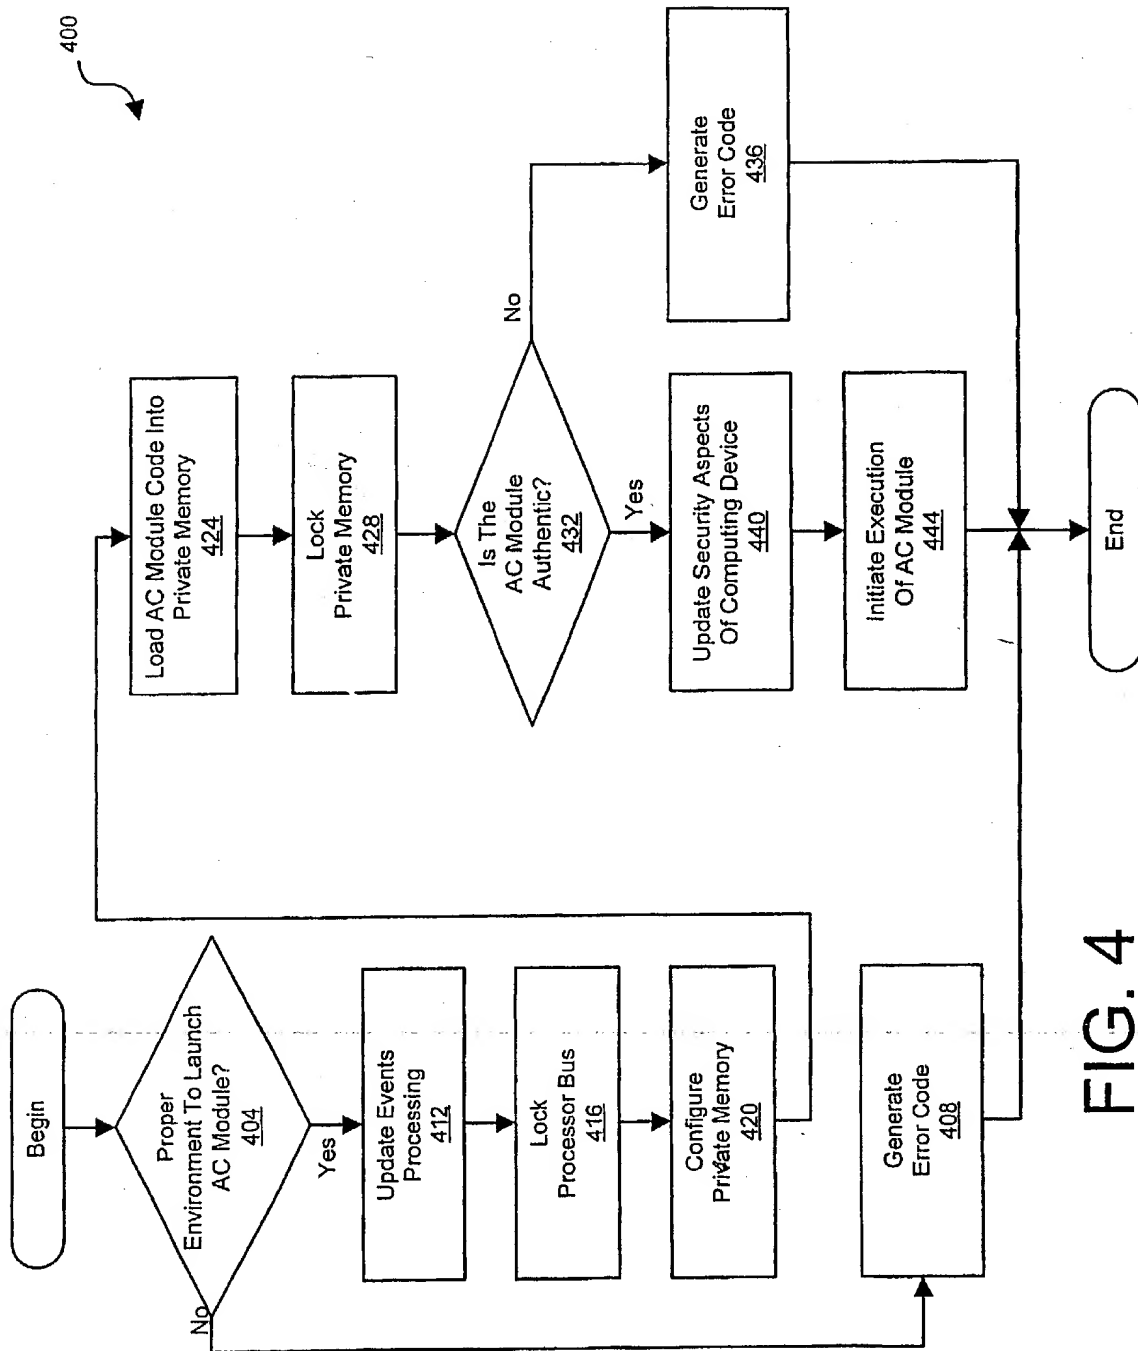 400
Begin
Proper
Environment To Launch
AC Module?
404
No
Yes
Update Events
Processing
412
Lock
Processor Bus
416
Configure
Private Memory
420
Generate
Error Code
408
Load AC Module Code Into
Private Memory
424
Lock
Private Memory
428
Is The
AC Module
Authentic?
432
No
Yes
Generate
Error Code
436
Update Security Aspects
Of Computing Device
440
Initiate Execution
Of AC Module
444
End
FIG. 4